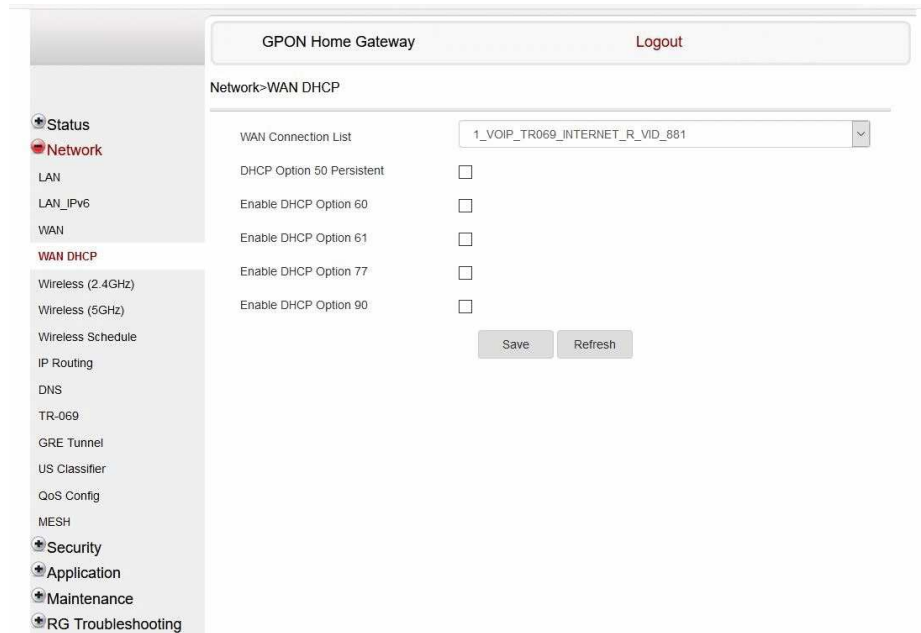 GPON Home Gateway
Logout
Network>WAN DHCP
Status
Network
LAN
LAN_IPv6
WAN
WAN DHCP
Wireless (2.4GHz)
Wireless (5GHz)
Wireless Schedule
IP Routing
DNS
TR-069
GRE Tunnel
US Classifier
QoS Config
MESH
Security
Application
Maintenance
RG Troubleshooting
WAN Connection List
1_VOIP_TR069_INTERNET_R_VID_881
DHCP Option 50 Persistent
Enable DHCP Option 60
Enable DHCP Option 61
Enable DHCP Option 77
Enable DHCP Option 90
Save
Refresh